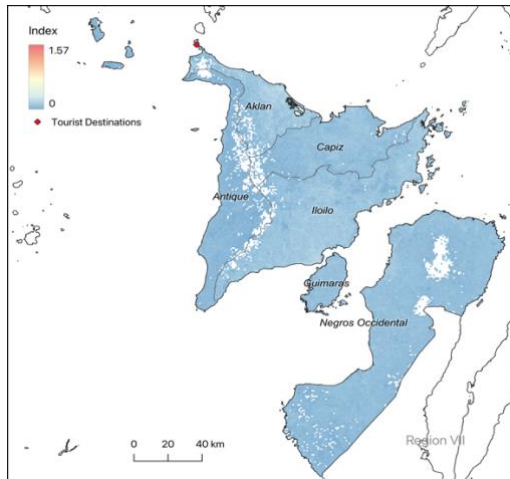 Index
1.57
0
Tourist Destinations
Aklan
Capiz
Antique
Iloilo
Guimaras
Negros Occidental
0 20 40 km
Region VII